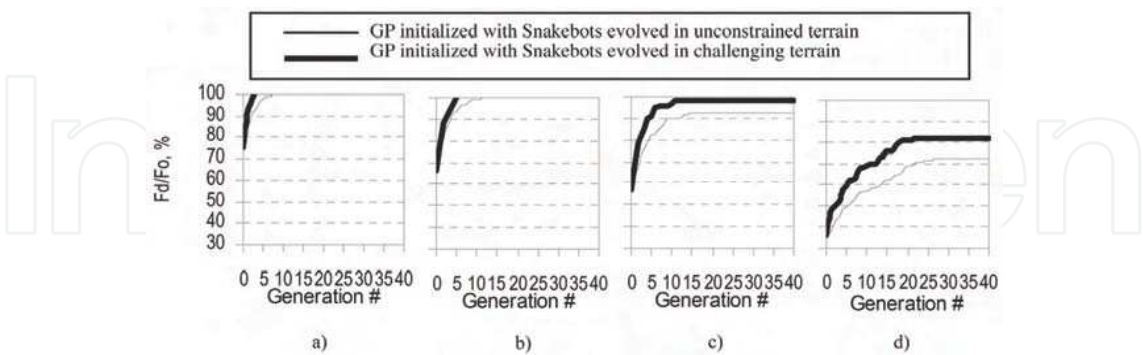 GP initialized with Snakebots evolved in unconstrained terrain
GP initialized with Snakebots evolved in challenging terrain
Fd/Fo, %
100
90
80
70
60
50
40
30
0 5 10 15 20 25 30 35 40
0 5 10 15 20 25 30 35 40
0 5 10 15 20 25 30 35 40
0 5 10 15 20 25 30 35 40
Generation #
Generation #
Generation #
Generation #
a)
b)
c)
d)